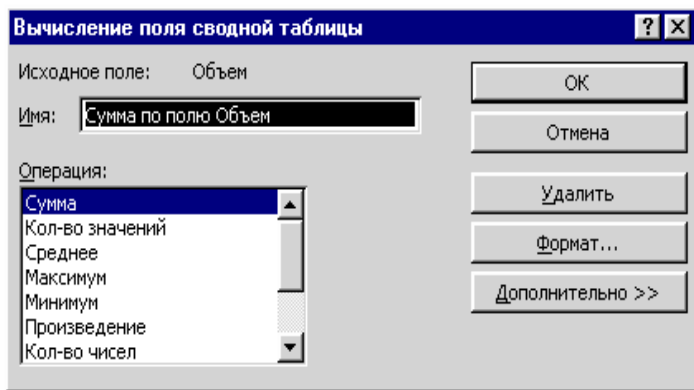 Вычисление поля сводной таблицы
? X
Исходное поле: Объем
Имя: Сумма по полю Объем
Операция:
Сумма
Кол-во значений
Среднее
Максимум
Минимум
Произведение
Кол-во чисел
ОК
Отмена
Удалить
Формат...
Дополнительно >>